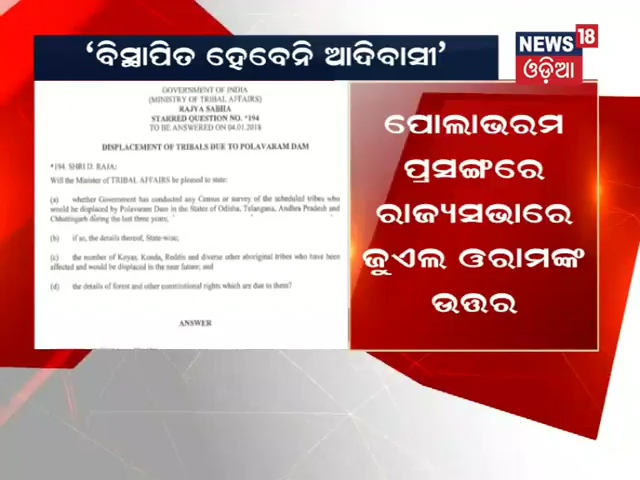 ‘ବିସ୍ଥାପିତ ହେବେନି ଆଦିବାସୀ’
NEWS 18
ଓଡ଼ିଆ
GOVERNMENT OF INDIA
(MINISTRY OF TRIBAL AFFAIRS)
RAJYA SABHA
STARRED QUESTION NO. *194
TO BE ANSWERED ON 04.01.2018
DISPLACEMENT OF TRIBALS DUE TO POLAVARAM DAM
*194. SHRI D. RAJA:
Will the Minister of TRIBAL AFFAIRS be pleased to state:
(a) whether Government has conducted any Census or survey of the scheduled tribes who
would be displaced by Polavaram Dam in the States of Odisha, Telangana, Andhra Pradesh and
Chhattisgarh during the last three years;
(b) if so, the details thereof, State-wise;
(c) the number of Koyas, Konda, Reddis and diverse other aboriginal tribes who have been
affected and would be displaced in the near future; and
(d) the details of forest and other constitutional rights which are due to them?
ANSWER
ପୋଲାଭରମ
ପ୍ରସଙ୍ଗରେ
ରାଜ୍ୟସଭାରେ
ଜୁଏଲ ଓରାମଙ୍କ
ଉତ୍ତର